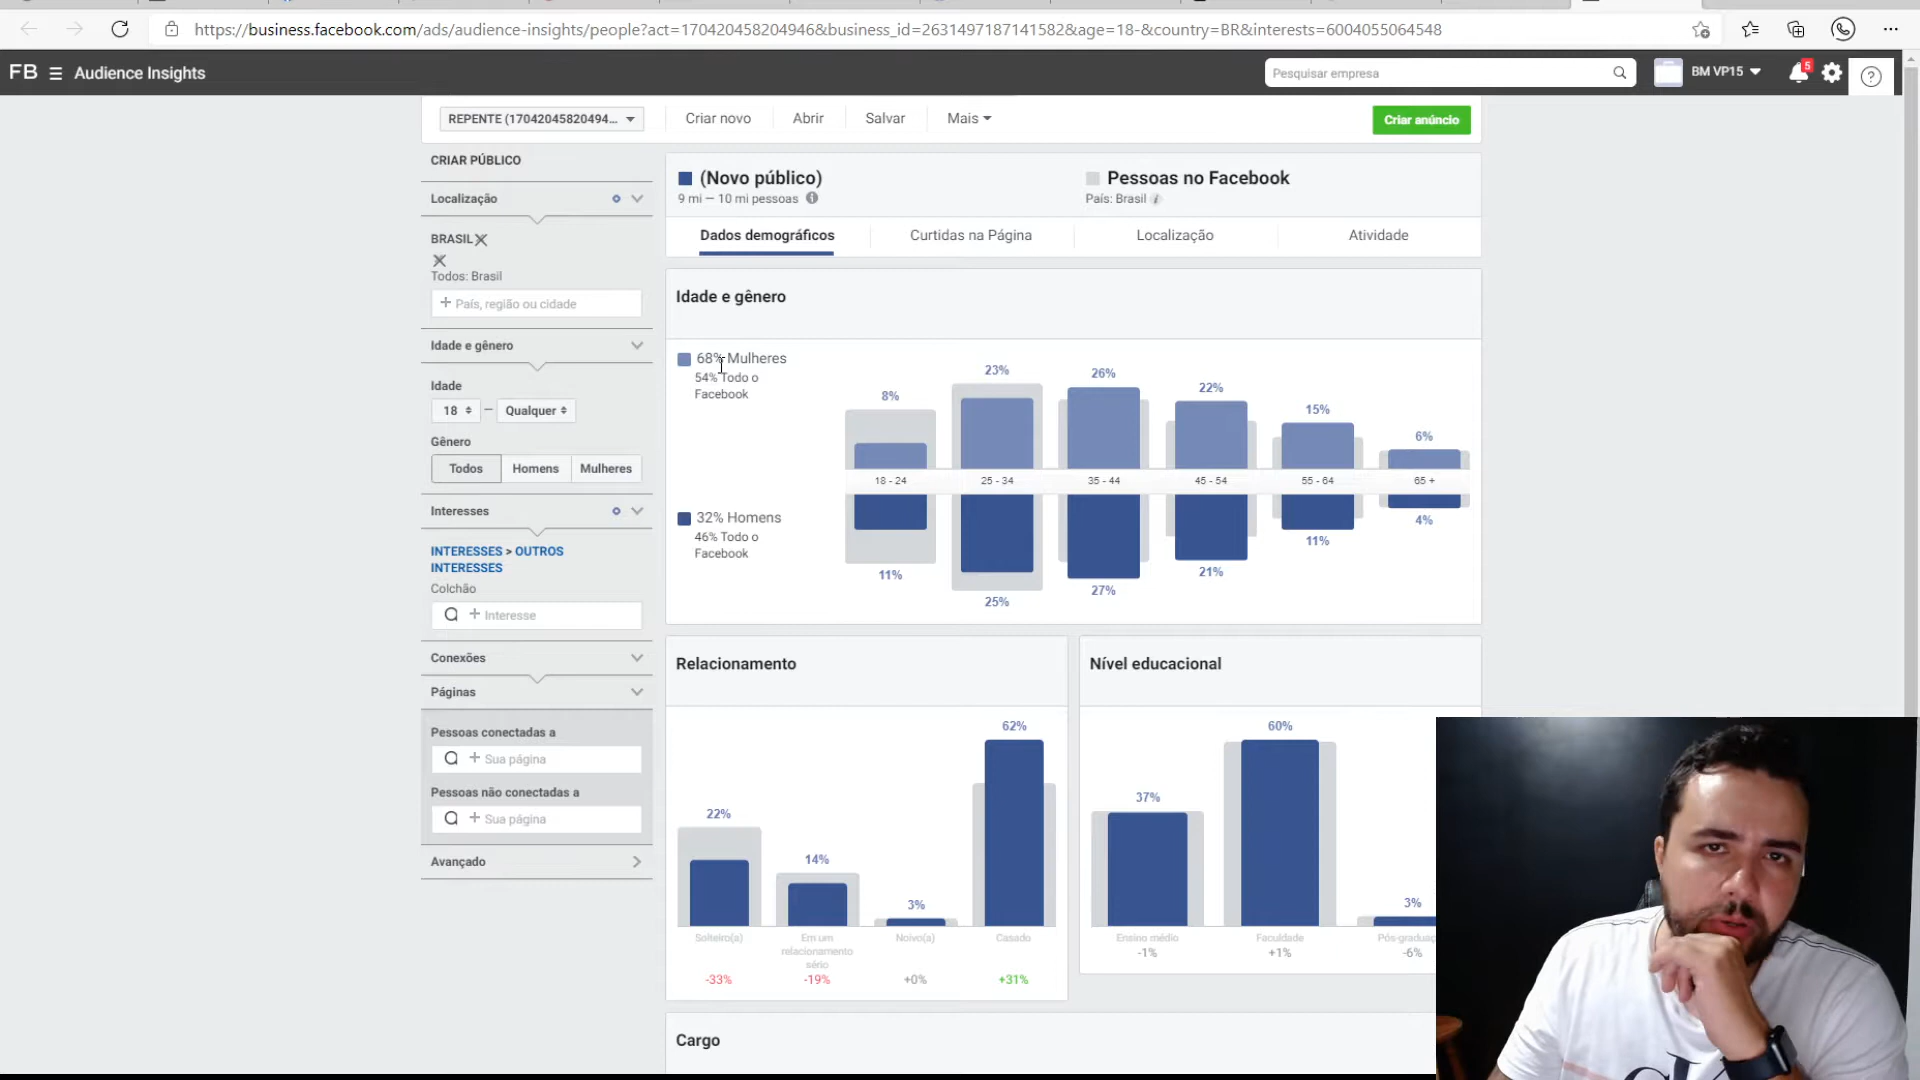 https://business.facebook.com/ads/audience-insights/people?act=170420458204946&business_id=2631497187141582&age=18-&country=BR&interests=6004055064548
FB
Audience Insights
Pesquisar empresa
BM VP15
5
REPENTE (17042045820494...
Criar novo
Abrir
Salvar
Mais
Criar anúncio
CRIAR PÚBLICO
Localização
BRASIL
Todos: Brasil
+ País, região ou cidade
Idade e gênero
Idade
18 – Qualquer
Gênero
Todos Homens Mulheres
Interesses
INTERESSES > OUTROS
INTERESSES
Colchão
+ Interesse
Conexões
Páginas
Pessoas conectadas a
+ Sua página
Pessoas não conectadas a
+ Sua página
Avançado
(Novo público)
9 mi – 10 mi pessoas
Pessoas no Facebook
País: Brasil
Dados demográficos
Curtidas na Página
Localização
Atividade
Idade e gênero
68% Mulheres
54% Todo o
Facebook
8% 23% 26% 22% 15% 6%
18 - 24 25 - 34 35 - 44 45 - 54 55 - 64 65 +
32% Homens
46% Todo o
Facebook
11% 25% 27% 21% 11% 4%
Relacionamento
22% 14% 3% 62%
Solteiro(a)
Em um
relacionamento
sério
Noivo(a)
Casado
-33% -19% +0% +31%
Nível educacional
37% 60% 3%
Ensino médio
Faculdade
Pós-graduaç
-1% +1% -6%
Cargo